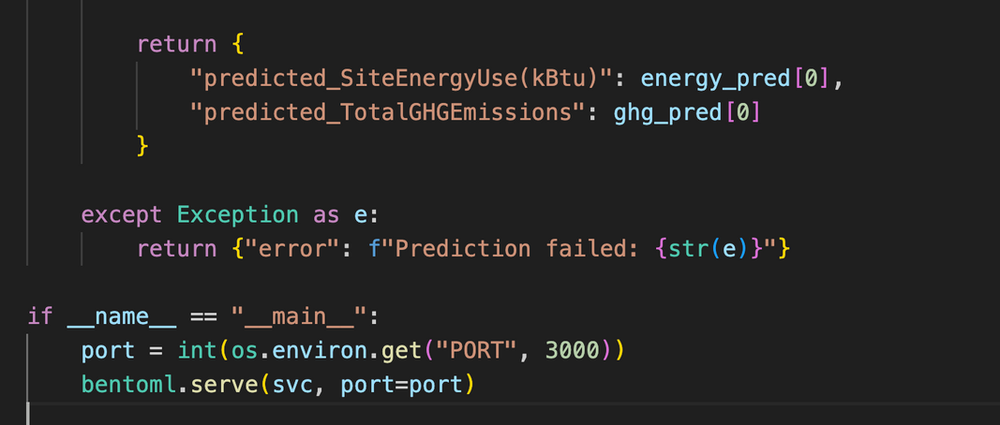 return {
"predicted_SiteEnergyUse(kBtu)": energy_pred[0],
"predicted_TotalGHGEmissions": ghg_pred[0]
}
except Exception as e:
return {"error": f"Prediction failed: {str(e)}"}
if __name__ == "__main__":
port = int(os.environ.get("PORT", 3000))
bentoml.serve(svc, port=port)